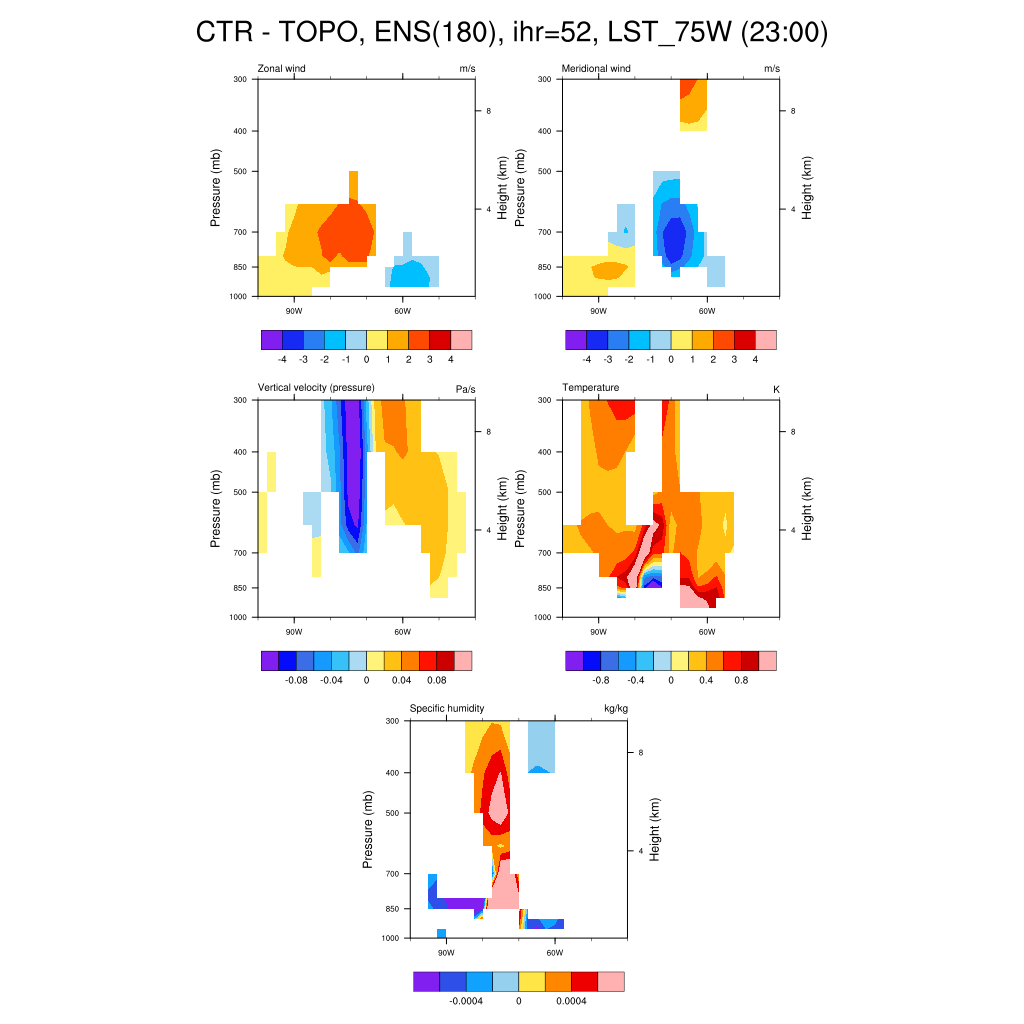 CTR - TOPO, ENS(180), ihr=52, LST_75W (23:00)
Zonal wind m/s
300
400
500
700
850
1000
Pressure (mb)
8
4
Height (km)
90W 60W
-4 -3 -2 -1 0 1 2 3 4
Meridional wind m/s
300
400
500
700
850
1000
Pressure (mb)
8
4
Height (km)
90W 60W
-4 -3 -2 -1 0 1 2 3 4
Vertical velocity (pressure) Pa/s
300
400
500
700
850
1000
Pressure (mb)
8
4
Height (km)
90W 60W
-0.08 -0.04 0 0.04 0.08
Temperature K
300
400
500
700
850
1000
Pressure (mb)
8
4
Height (km)
90W 60W
-0.8 -0.4 0 0.4 0.8
Specific humidity kg/kg
300
400
500
700
850
1000
Pressure (mb)
8
4
Height (km)
90W 60W
-0.0004 0 0.0004